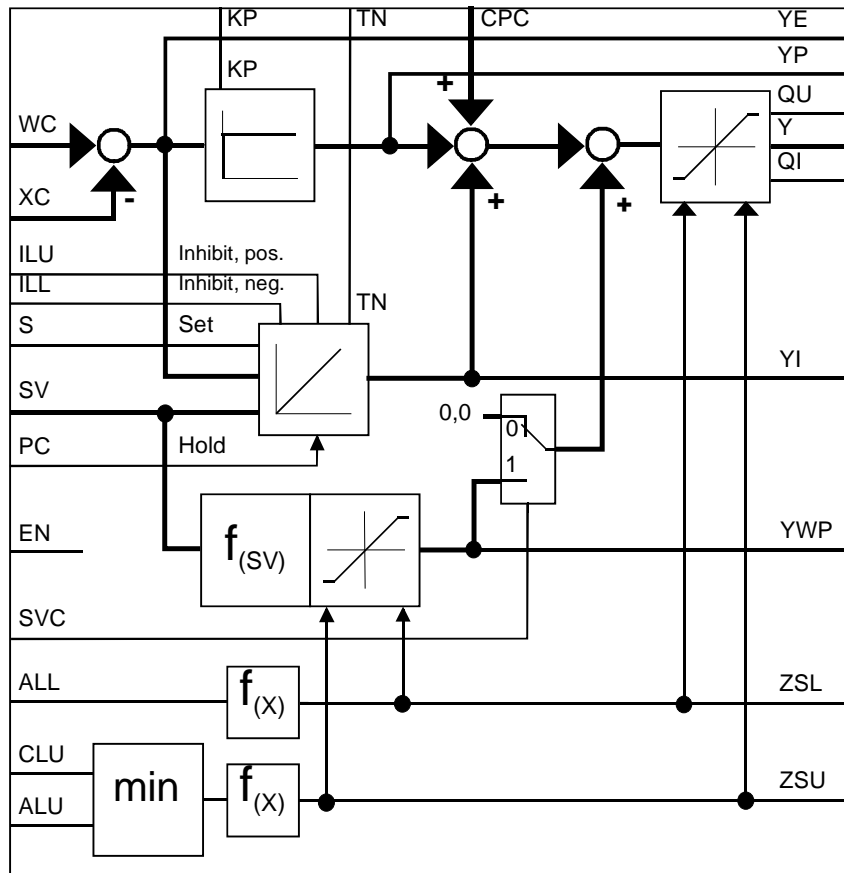 KP TN CPC YE
KP YP
+
QU
WC Y
QI
XC - + +
ILU Inhibit, pos.
ILL Inhibit, neg.
TN
S Set
YI
SV
0,0 0
PC Hold
1
EN f(SV) YWP
SVC
ALL f(X) ZSL
CLU
min f(X) ZSU
ALU